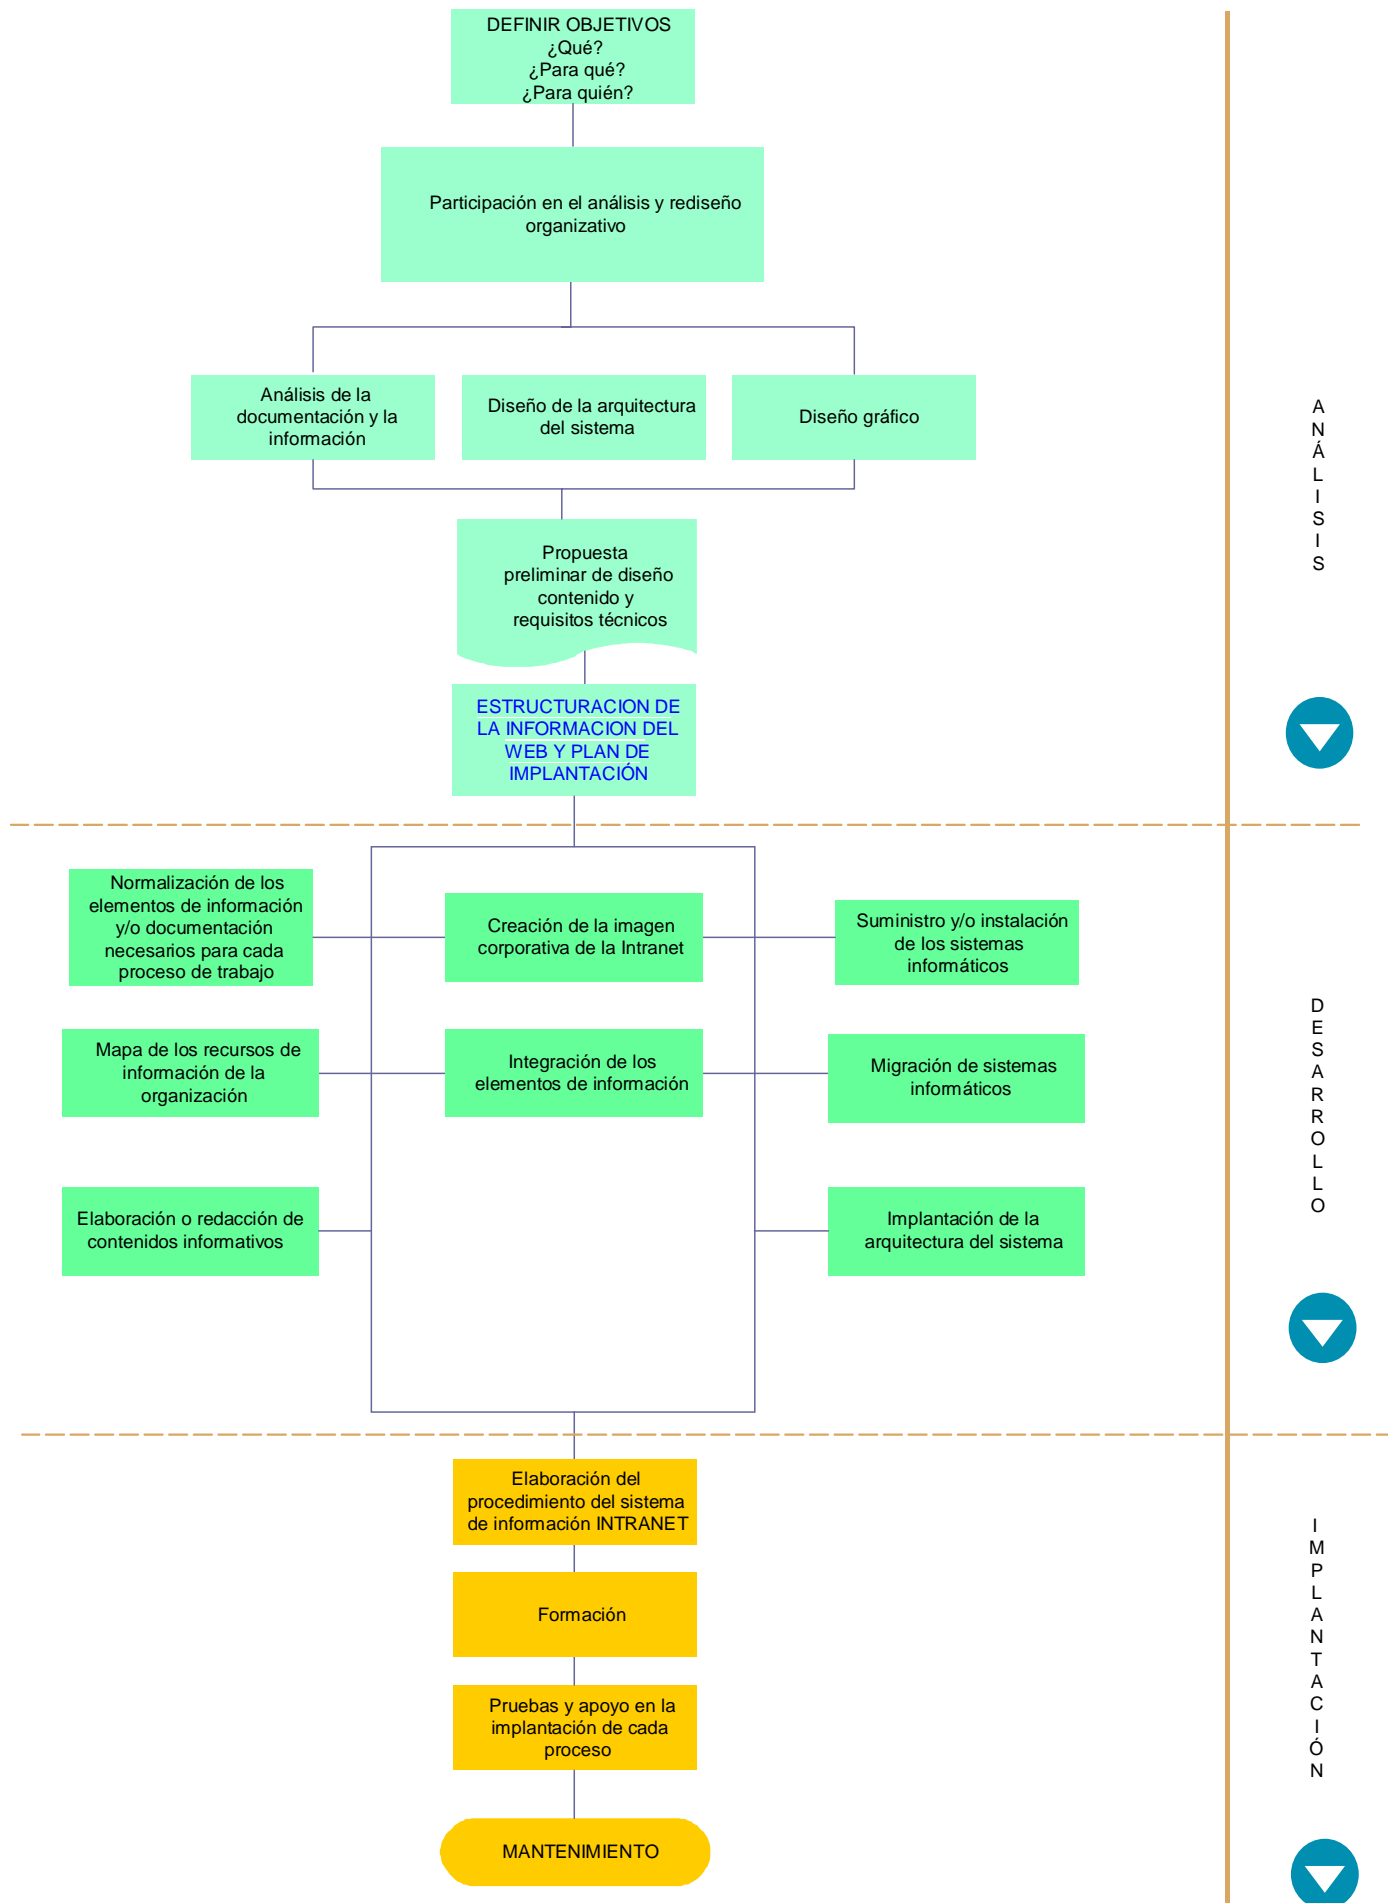 DEFINIR OBJETIVOS
¿Qué?
¿Para qué?
¿Para quién?
Participación en el análisis y rediseño
organizativo
Análisis de la
documentación y la
información
Diseño de la arquitectura
del sistema
Diseño gráfico
Propuesta
preliminar de diseño
contenido y
requisitos técnicos
ESTRUCTURACION DE
LA INFORMACION DEL
WEB Y PLAN DE
IMPLANTACIÓN
A
N
Á
L
I
S
I
S
Normalización de los
elementos de información
y/o documentación
necesarios para cada
proceso de trabajo
Creación de la imagen
corporativa de la Intranet
Suministro y/o instalación
de los sistemas
informáticos
Mapa de los recursos de
información de la
organización
Integración de los
elementos de información
Migración de sistemas
informáticos
Elaboración o redacción de
contenidos informativos
Implantación de la
arquitectura del sistema
D
E
S
A
R
R
O
L
L
O
Elaboración del
procedimiento del sistema
de información INTRANET
Formación
Pruebas y apoyo en la
implantación de cada
proceso
MANTENIMIENTO
I
M
P
L
A
N
T
A
C
I
Ó
N